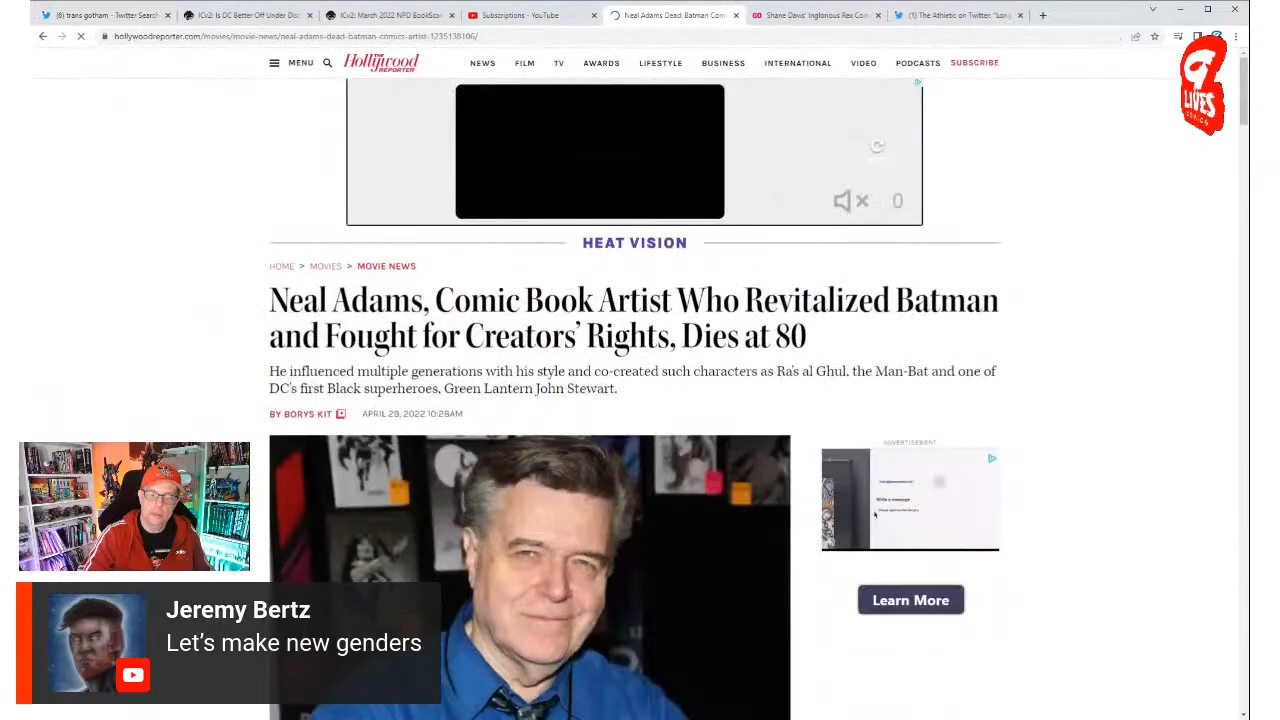 (6) trans gotham - Twitter Search
ICv2: Is DC Better Off Under Dis
ICv2: March 2022 NPD BookScan
Subscriptions - YouTube
Neal Adams Dead: Batman Com
Shane Davis' Inglorious Rex Com
(1) The Athletic on Twitter: "Long
hollywoodreporter.com/movies/movie-news/neal-adams-dead-batman-comics-artist-1235138106/
MENU
The Hollywood REPORTER
NEWS FILM TV AWARDS LIFESTYLE BUSINESS INTERNATIONAL VIDEO PODCASTS SUBSCRIBE
9 LIVES COMICS
0
HEAT VISION
HOME > MOVIES > MOVIE NEWS
Neal Adams, Comic Book Artist Who Revitalized Batman
and Fought for Creators' Rights, Dies at 80
He influenced multiple generations with his style and co-created such characters as Ra's al Ghul, the Man-Bat and one of
DC's first Black superheroes, Green Lantern John Stewart.
BY BORYS KIT APRIL 29, 2022 10:28AM
ADVERTISEMENT
Write a message
Learn More
Jeremy Bertz
Let's make new genders